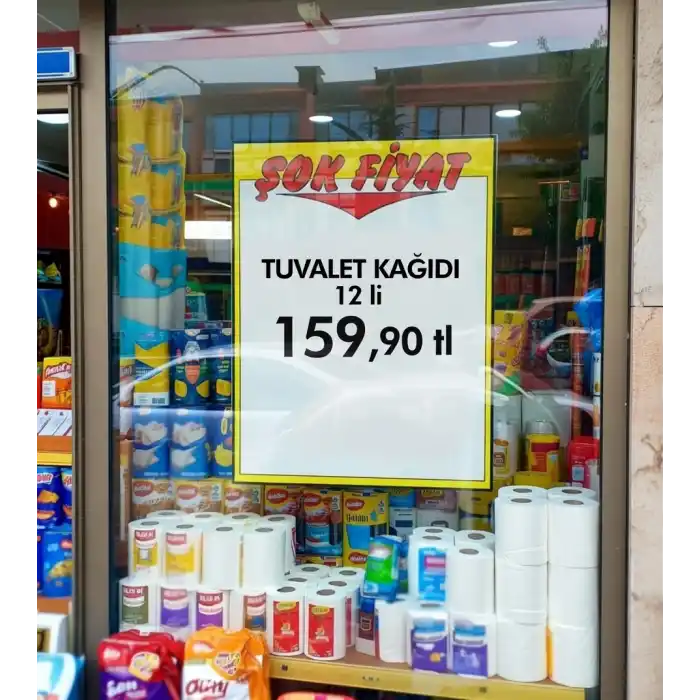 ŞOK FİYAT
TUVALET KAĞIDI
12 li
159,90 tl